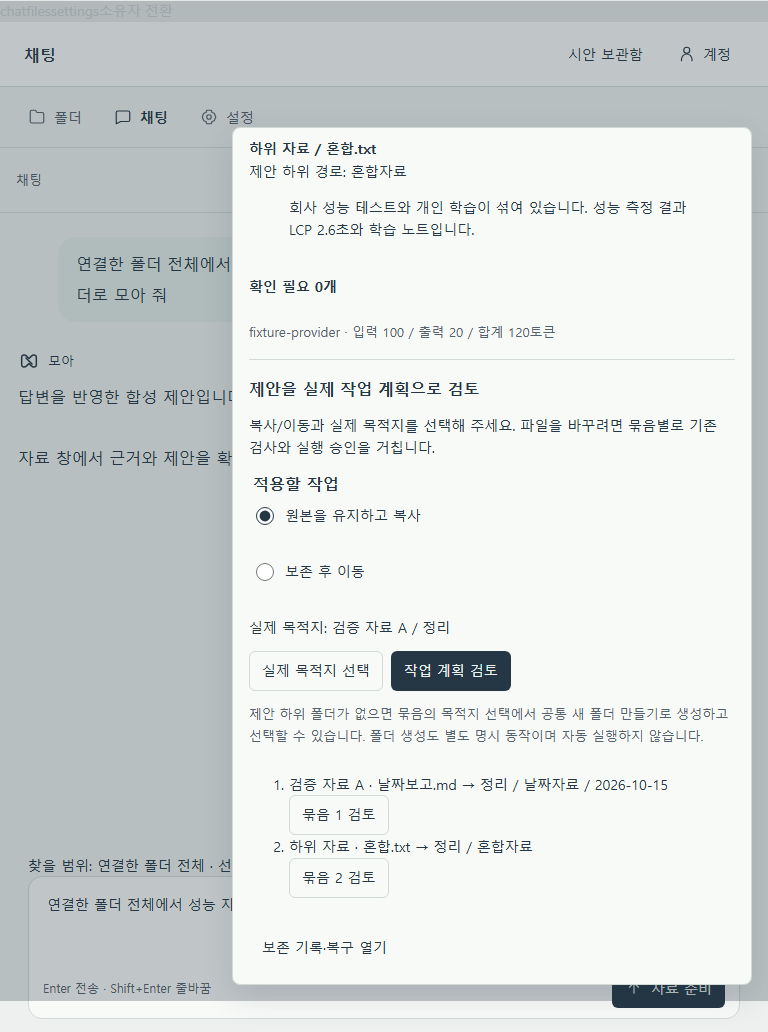 chatfilessettings소유자 전환
채팅
시안 보관함
계정
폴더
채팅
설정
채팅
연결한 폴더 전체에서
더로 모아 줘
모아
답변을 반영한 합성 제안입니다
자료 창에서 근거와 제안을 확
하위 자료 / 혼합.txt
제안 하위 경로: 혼합자료
회사 성능 테스트와 개인 학습이 섞여 있습니다. 성능 측정 결과
LCP 2.6초와 학습 노트입니다.
확인 필요 0개
fixture-provider · 입력 100 / 출력 20 / 합계 120토큰
제안을 실제 작업 계획으로 검토
복사/이동과 실제 목적지를 선택해 주세요. 파일을 바꾸려면 묶음별로 기존
검사와 실행 승인을 거칩니다.
적용할 작업
원본을 유지하고 복사
보존 후 이동
실제 목적지: 검증 자료 A / 정리
실제 목적지 선택
작업 계획 검토
제안 하위 폴더가 없으면 묶음의 목적지 선택에서 공통 새 폴더 만들기로 생성하고
선택할 수 있습니다. 폴더 생성도 별도 명시 동작이며 자동 실행하지 않습니다.
1. 검증 자료 A · 날짜보고.md → 정리 / 날짜자료 / 2026-10-15
묶음 1 검토
2. 하위 자료 · 혼합.txt → 정리 / 혼합자료
묶음 2 검토
보존 기록·복구 열기
찾을 범위: 연결한 폴더 전체 · 선
연결한 폴더 전체에서 성능 자
Enter 전송 · Shift+Enter 줄바꿈
자료 준비